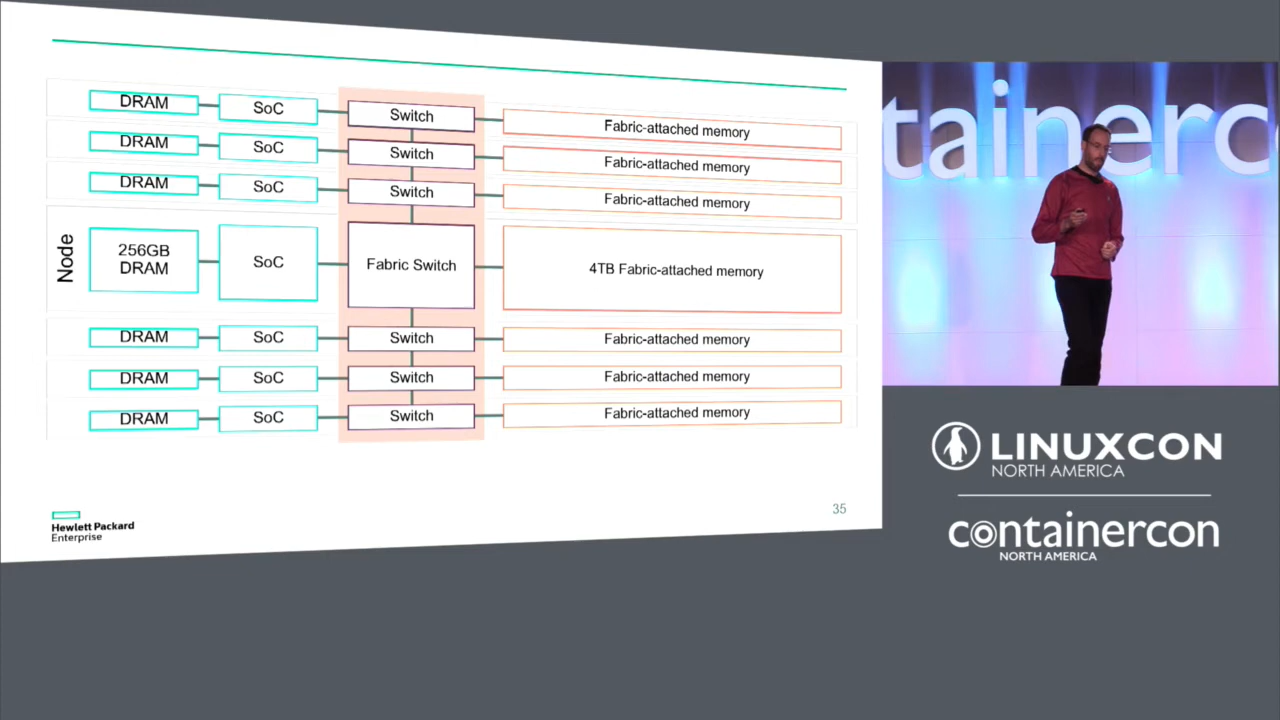 DRAM SoC Switch Fabric-attached memory
DRAM SoC Switch Fabric-attached memory
DRAM SoC Switch Fabric-attached memory
Node
256GB
DRAM
SoC
Fabric Switch
4TB Fabric-attached memory
DRAM SoC Switch Fabric-attached memory
DRAM SoC Switch Fabric-attached memory
DRAM SoC Switch Fabric-attached memory
Hewlett Packard
Enterprise
35
tainerc
LINUXCON
NORTH AMERICA
containercon
NORTH AMERICA